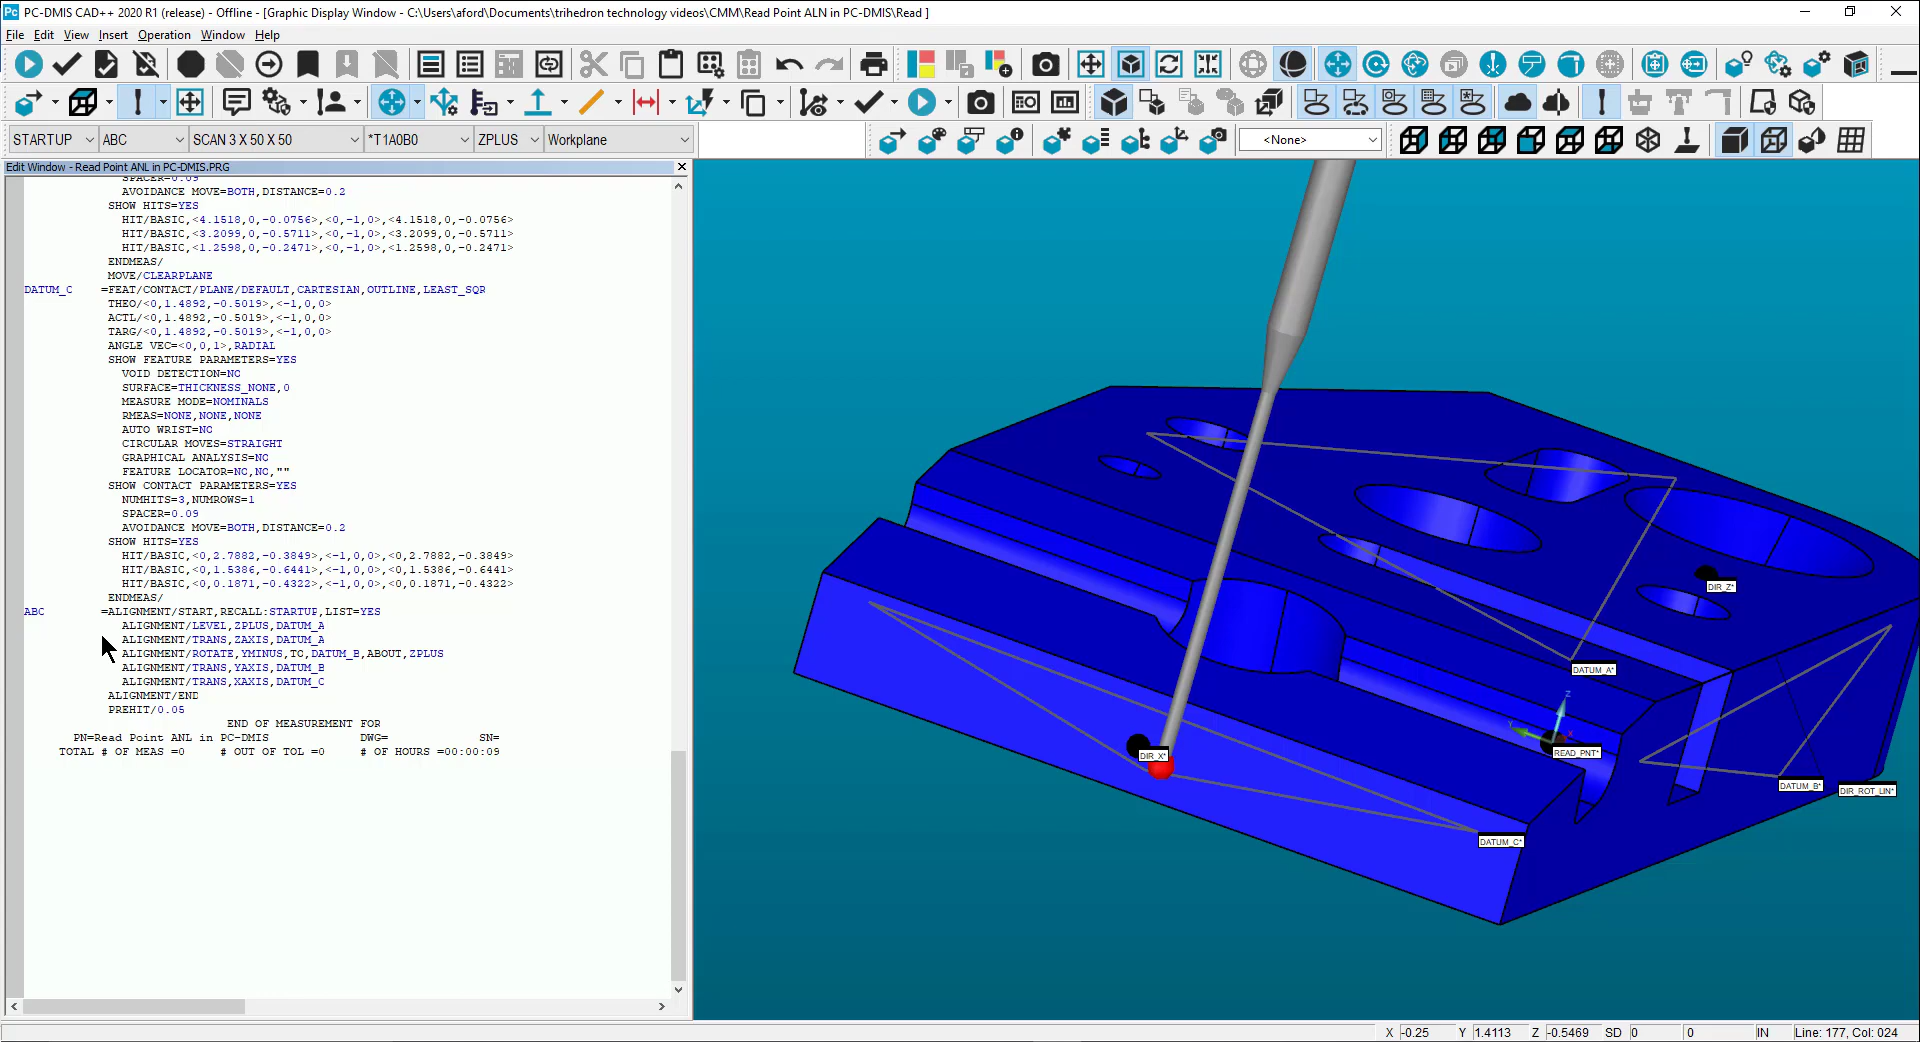 PC-DMIS CAD++ 2020 R1 (release) - Offline - [Graphic Display Window - C:\Users\aford\Documents\trihedron technology videos\CMM\Read Point ALN in PC-DMIS\Read ]
File Edit View Insert Operation Window Help
STARTUP ABC SCAN 3 X 50 X 50 *T1A0B0 ZPLUS Workplane <None>
Edit Window - Read Point ANL in PC-DMIS.PRG
SPACER=0.09
AVOIDANCE MOVE=BOTH,DISTANCE=0.2
SHOW HITS=YES
HIT/BASIC,<4.1518,0,-0.0756>,<0,-1,0>,<4.1518,0,-0.0756>
HIT/BASIC,<3.2099,0,-0.5711>,<0,-1,0>,<3.2099,0,-0.5711>
HIT/BASIC,<1.2598,0,-0.2471>,<0,-1,0>,<1.2598,0,-0.2471>
ENDMEAS/
MOVE/CLEARPLANE
DATUM_C =FEAT/CONTACT/PLANE/DEFAULT,CARTESIAN,OUTLINE,LEAST_SQR
THEO/<0,1.4892,-0.5019>,<-1,0,0>
ACTL/<0,1.4892,-0.5019>,<-1,0,0>
TARG/<0,1.4892,-0.5019>,<-1,0,0>
ANGLE VEC=<0,0,1>,RADIAL
SHOW FEATURE PARAMETERS=YES
VOID DETECTION=NO
SURFACE=THICKNESS_NONE,0
MEASURE MODE=NOMINALS
RMEAS=NONE,NONE,NONE
AUTO WRIST=NO
CIRCULAR MOVES=STRAIGHT
GRAPHICAL ANALYSIS=NO
FEATURE LOCATOR=NO,NO,""
SHOW CONTACT PARAMETERS=YES
NUMHITS=3,NUMROWS=1
SPACER=0.09
AVOIDANCE MOVE=BOTH,DISTANCE=0.2
SHOW HITS=YES
HIT/BASIC,<0,2.7882,-0.3849>,<-1,0,0>,<0,2.7882,-0.3849>
HIT/BASIC,<0,1.5386,-0.6441>,<-1,0,0>,<0,1.5386,-0.6441>
HIT/BASIC,<0,0.1871,-0.4322>,<-1,0,0>,<0,0.1871,-0.4322>
ENDMEAS/
ABC =ALIGNMENT/START,RECALL:STARTUP,LIST=YES
ALIGNMENT/LEVEL,ZPLUS,DATUM_A
ALIGNMENT/TRANS,ZAXIS,DATUM_A
ALIGNMENT/ROTATE,YMINUS,TO,DATUM_B,ABOUT,ZPLUS
ALIGNMENT/TRANS,YAXIS,DATUM_B
ALIGNMENT/TRANS,XAXIS,DATUM_C
ALIGNMENT/END
PREHIT/0.05
END OF MEASUREMENT FOR
PN=Read Point ANL in PC-DMIS DWG= SN=
TOTAL # OF MEAS =0 # OUT OF TOL =0 # OF HOURS =00:00:09
DIR_Z*
DATUM_A*
Z
Y
X
READ_PNT*
DIR_X*
DATUM_B*
DIR_ROT_LIN*
DATUM_C*
X -0.25 Y 1.4113 Z -0.5469 SD 0 0 IN Line: 177, Col: 024